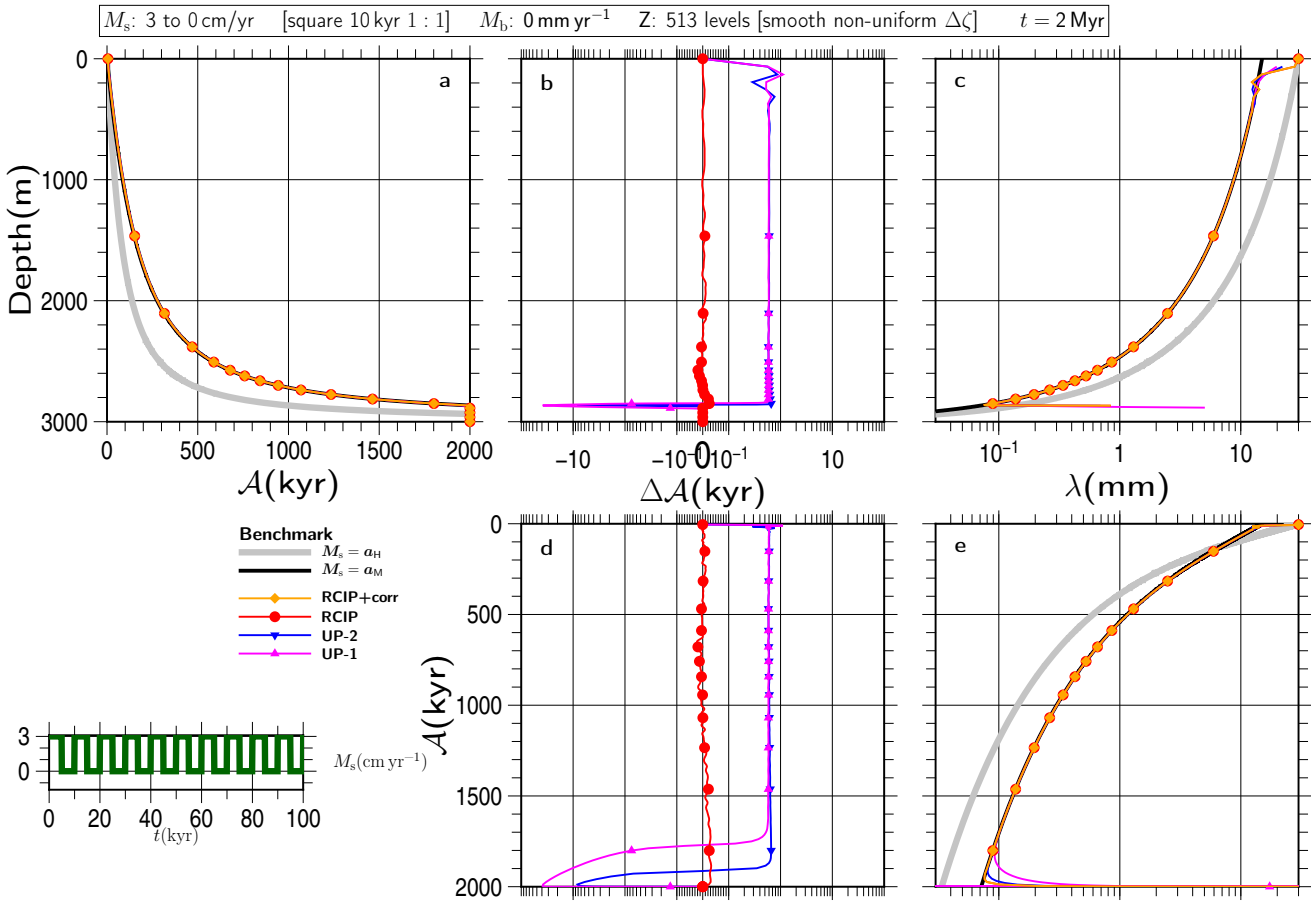 Mₛ: 3 to 0 cm/yr [square 10 kyr 1 : 1] M_b: 0 mm yr⁻¹ Z: 513 levels [smooth non-uniform Δζ] t = 2 Myr
a
b
c
0
1000
2000
3000
Depth(m)
0 500 1000 1500 2000
𝒜(kyr)
−10 −10⁻¹ 0 10⁻¹ 10
Δ𝒜(kyr)
10⁻¹ 1 10
λ(mm)
Benchmark
Mₛ = a_H
Mₛ = a_M
RCIP+corr
RCIP
UP-2
UP-1
d
e
0
500
1000
1500
2000
𝒜(kyr)
3
0
Mₛ(cm yr⁻¹)
0 20 40 60 80 100
t(kyr)